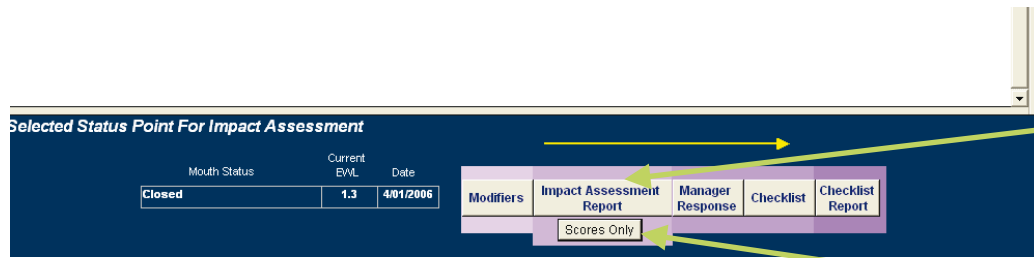 Selected Status Point For Impact Assessment
Mouth Status Current EWL Date
Closed 1.3 4/01/2006
Modifiers Impact Assessment Report Manager Response Checklist Checklist Report
Scores Only